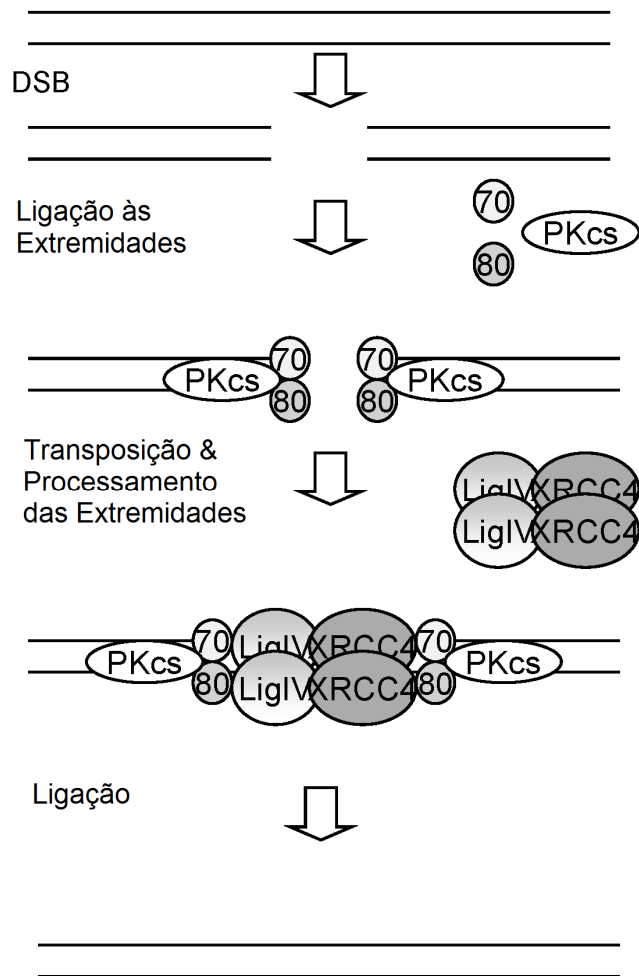 DSB
Ligação às
Extremidades
70
PKcs
80
70
70
PKcs
PKcs
80
80
Transposição &
Processamento
das Extremidades
LigIV XRCC4
LigIV XRCC4
70
LigIV XRCC4
70
PKcs
PKcs
80
LigIV XRCC4
80
Ligação